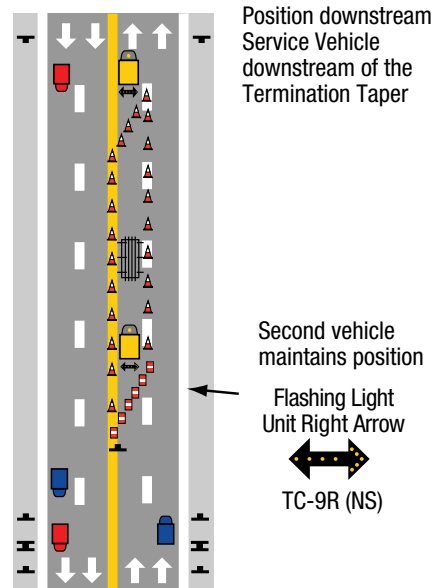 Position downstream
Service Vehicle
downstream of the
Termination Taper
Second vehicle
maintains position
Flashing Light
Unit Right Arrow
TC-9R (NS)